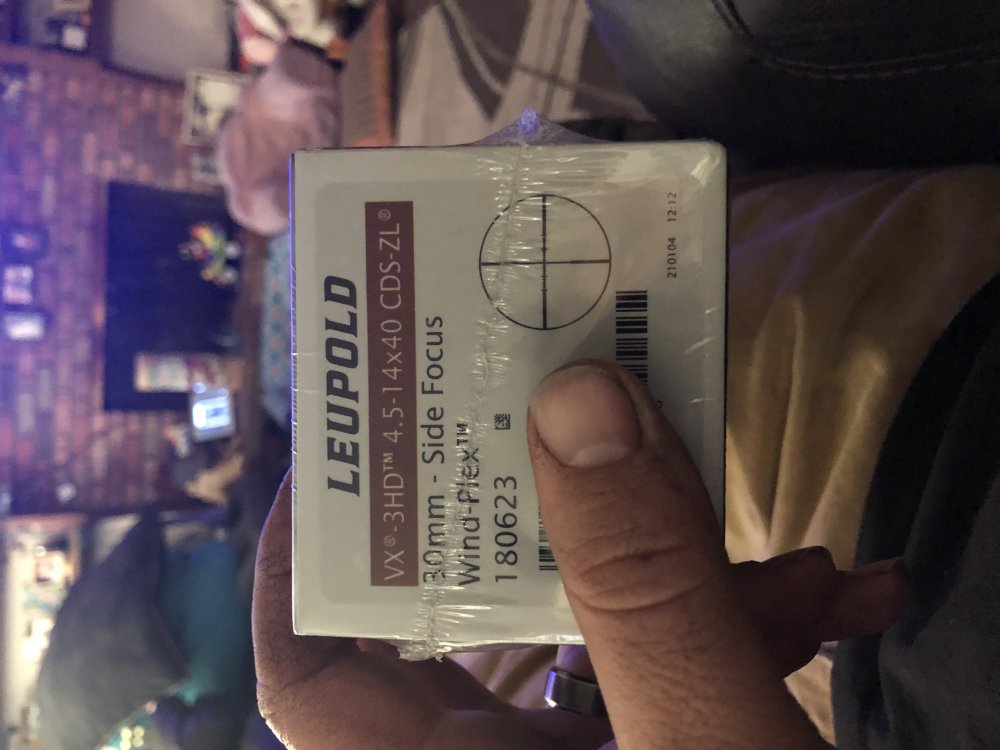 LEUPOLD
VX®-3HD™ 4.5-14x40 CDS-ZL®
30mm - Side Focus
Wind-Plex™
180623
210104 12:12